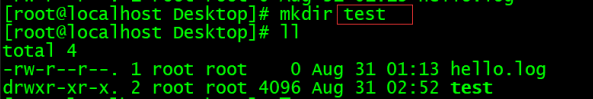 [root@localhost Desktop]# mkdir test
[root@localhost Desktop]# ll
total 4
-rw-r--r--. 1 root root    0 Aug 31 01:13 hello.log
drwxr-xr-x. 2 root root 4096 Aug 31 02:52 test